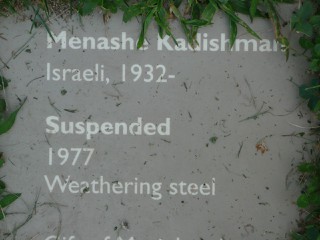 Menashe Kadishman
Israeli, 1932-
Suspended
1977
Weathering steel